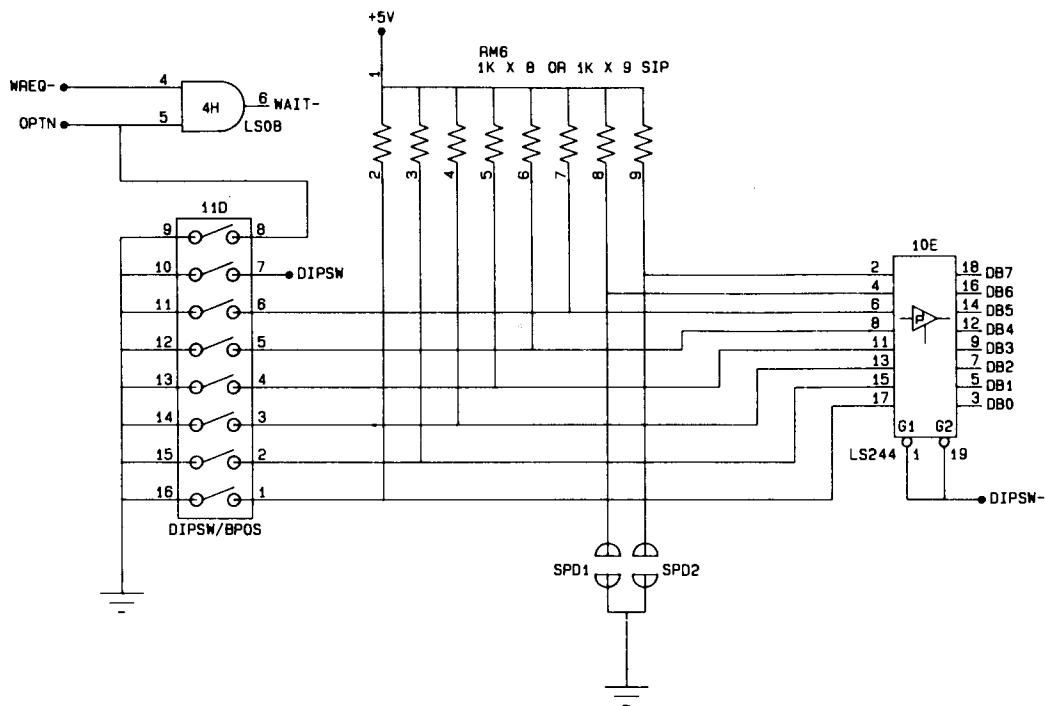 +5V
RM6
1K X 8 OR 1K X 9 SIP
1
WREQ- 4
4H
6 WAIT-
OPTN 5
LS08
2 3 4 5 6 7 8 9
11D
9 8
10 7 DIPSW
11 6
12 5
13 4
14 3
15 2
16 1
DIPSW/8POS
10E
2 18 DB7
4 16 DB6
6 14 DB5
8 12 DB4
11 9 DB3
13 7 DB2
15 5 DB1
17 3 DB0
G1 G2
LS244 1 19
DIPSW-
SPD1 SPD2